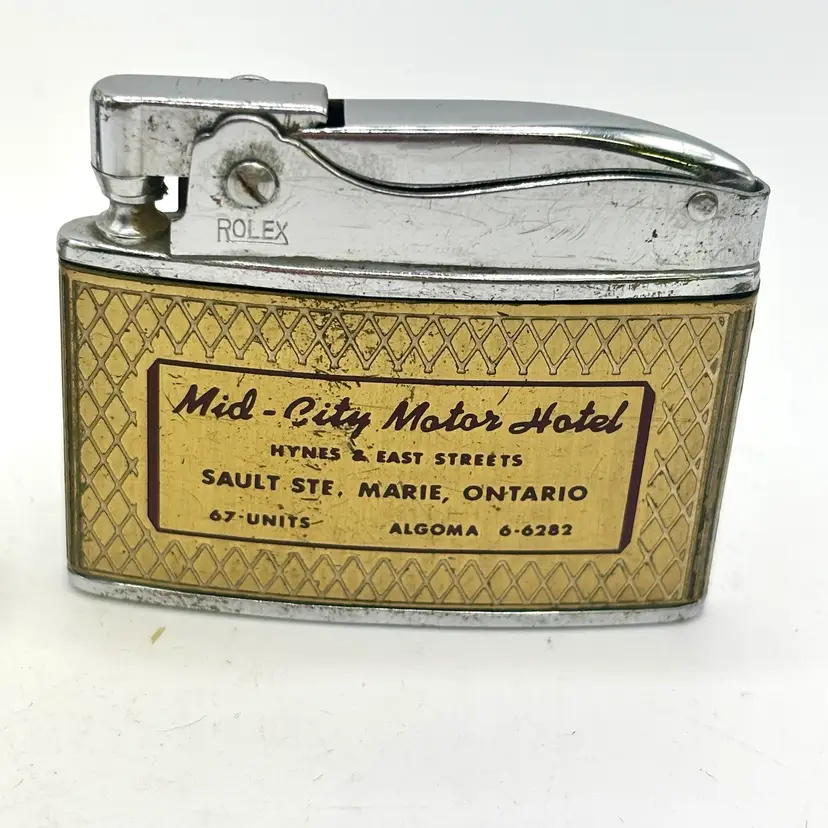 ROLEX
Mid-City Motor Hotel
HYNES & EAST STREETS
SAULT STE. MARIE, ONTARIO
67-UNITS ALGOMA 6-6282